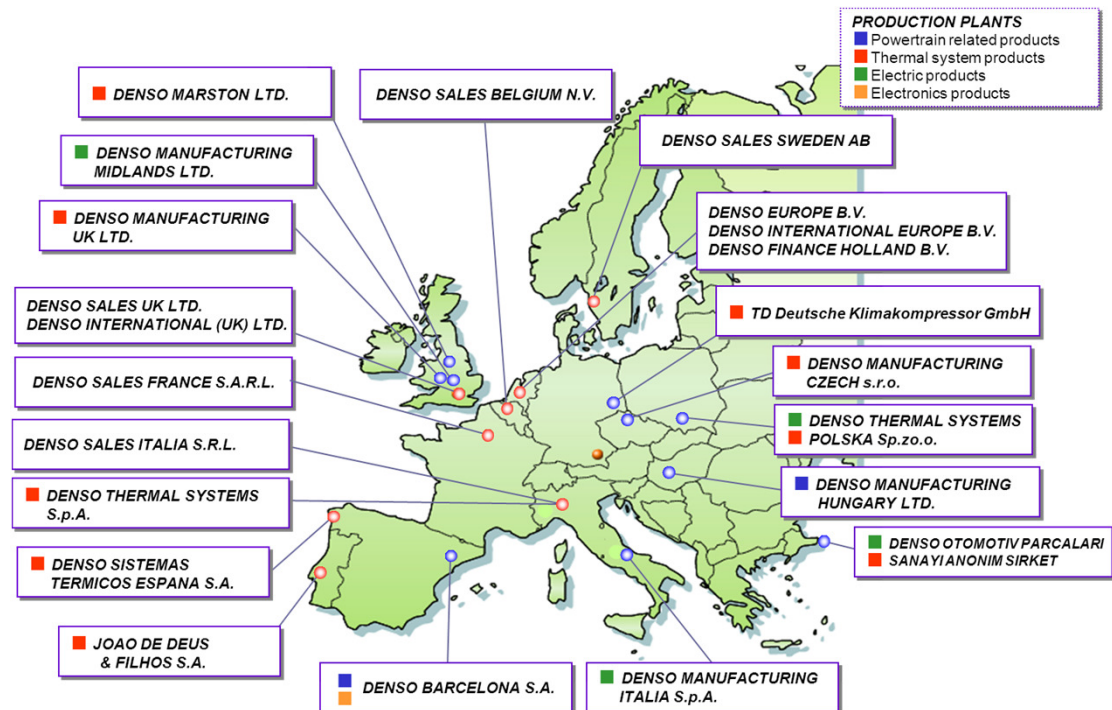 PRODUCTION PLANTS
Powertrain related products
Thermal system products
Electric products
Electronics products
DENSO MARSTON LTD.
DENSO SALES BELGIUM N.V.
DENSO SALES SWEDEN AB
DENSO MANUFACTURING
MIDLANDS LTD.
DENSO MANUFACTURING
UK LTD.
DENSO EUROPE B.V.
DENSO INTERNATIONAL EUROPE B.V.
DENSO FINANCE HOLLAND B.V.
DENSO SALES UK LTD.
DENSO INTERNATIONAL (UK) LTD.
TD Deutsche Klimakompressor GmbH
DENSO SALES FRANCE S.A.R.L.
DENSO MANUFACTURING
CZECH s.r.o.
DENSO SALES ITALIA S.R.L.
DENSO THERMAL SYSTEMS
POLSKA Sp.zo.o.
DENSO THERMAL SYSTEMS
S.p.A.
DENSO MANUFACTURING
HUNGARY LTD.
DENSO SISTEMAS
TERMICOS ESPANA S.A.
DENSO OTOMOTIV PARCALARI
SANAYI ANONIM SIRKET
JOAO DE DEUS
& FILHOS S.A.
DENSO BARCELONA S.A.
DENSO MANUFACTURING
ITALIA S.p.A.